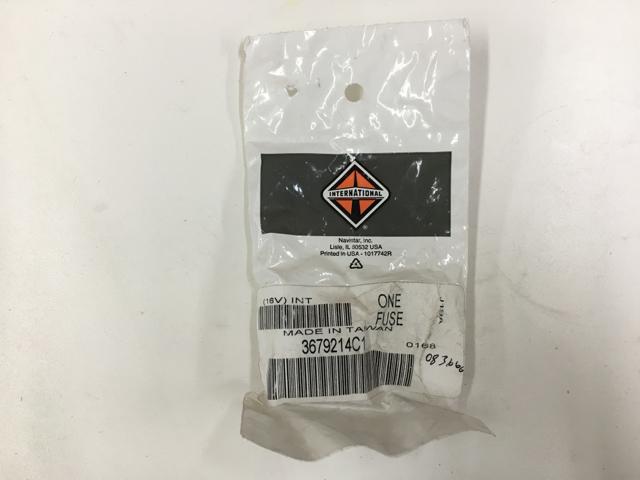 INTERNATIONAL
®
Navistar, Inc.
Lisle, IL 60532 USA
Printed in USA - 1017742R
(16V) INT
ONE
FUSE
MADE IN TAIWAN
3679214C1
0168